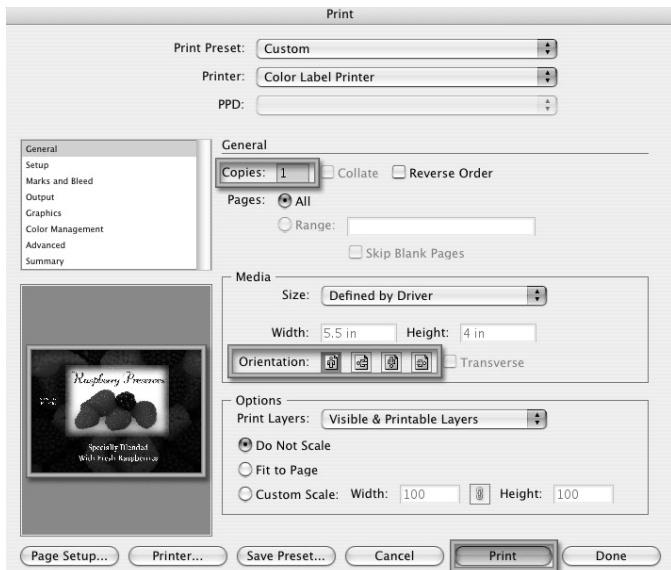 Print
Print Preset: Custom
Printer: Color Label Printer
PPD:
General
Setup
Marks and Bleed
Output
Graphics
Color Management
Advanced
Summary
General
Copies: 1 Collate Reverse Order
Pages: All
Range:
Skip Blank Pages
Media
Size: Defined by Driver
Width: 5.5 in Height: 4 in
Orientation: Transverse
Raspberry Preserves
Specially Blended
With Fresh Raspberries
Options
Print Layers: Visible & Printable Layers
Do Not Scale
Fit to Page
Custom Scale: Width: 100 Height: 100
Page Setup... Printer... Save Preset... Cancel Print Done